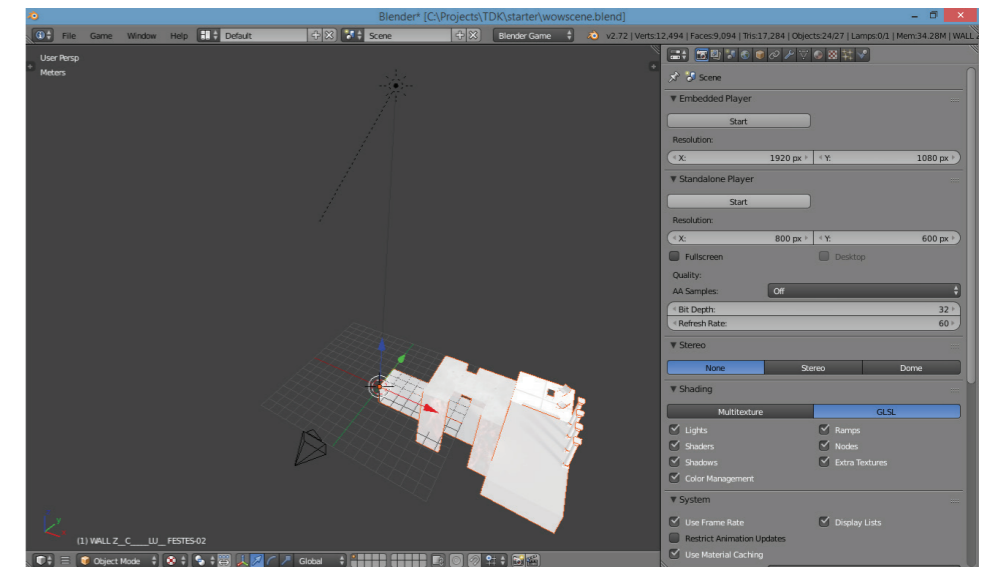 Blender* [C:\Projects\TDK\starter\wowscene.blend]
File Game Window Help Default Scene Blender Game v2.72 | Verts:12,494 | Faces:9,094 | Tris:17,284 | Objects:24/27 | Lamps:0/1 | Mem:34.28M | WALL
User Persp
Meters
Scene
Embedded Player
Start
Resolution:
X: 1920 px Y: 1080 px
Standalone Player
Start
Resolution:
X: 800 px Y: 600 px
Fullscreen Desktop
Quality:
AA Samples: Off
Bit Depth: 32
Refresh Rate: 60
Stereo
None Stereo Dome
Shading
Multitexture GLSL
Lights Ramps
Shaders Nodes
Shadows Extra Textures
Color Management
System
Use Frame Rate Display Lists
Restrict Animation Updates
Use Material Caching
(1) WALL Z__C____LU__FESTES-02
Object Mode Global